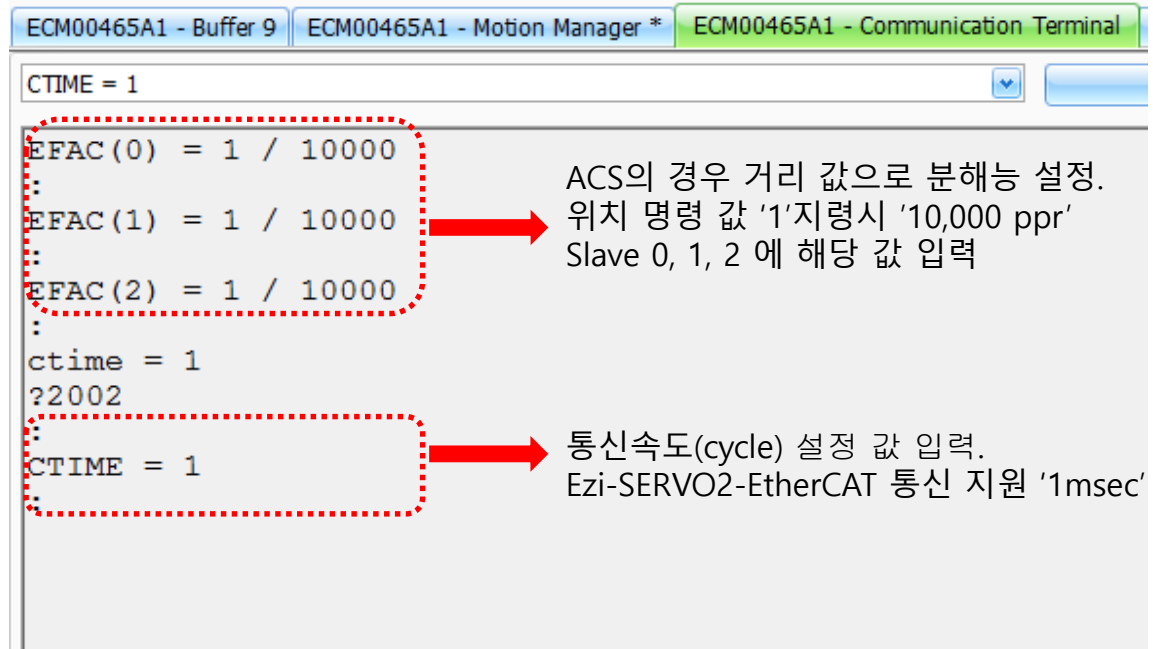 ECM00465A1 - Buffer 9 ECM00465A1 - Motion Manager * ECM00465A1 - Communication Terminal
CTIME = 1
EFAC(0) = 1 / 10000
:
EFAC(1) = 1 / 10000
:
EFAC(2) = 1 / 10000
:
ctime = 1
?2002
:
CTIME = 1
:
ACS의 경우 거리 값으로 분해능 설정.
위치 명령 값 '1'지령시 '10,000 ppr'
Slave 0, 1, 2 에 해당 값 입력
통신속도(cycle) 설정 값 입력.
Ezi-SERVO2-EtherCAT 통신 지원 '1msec'